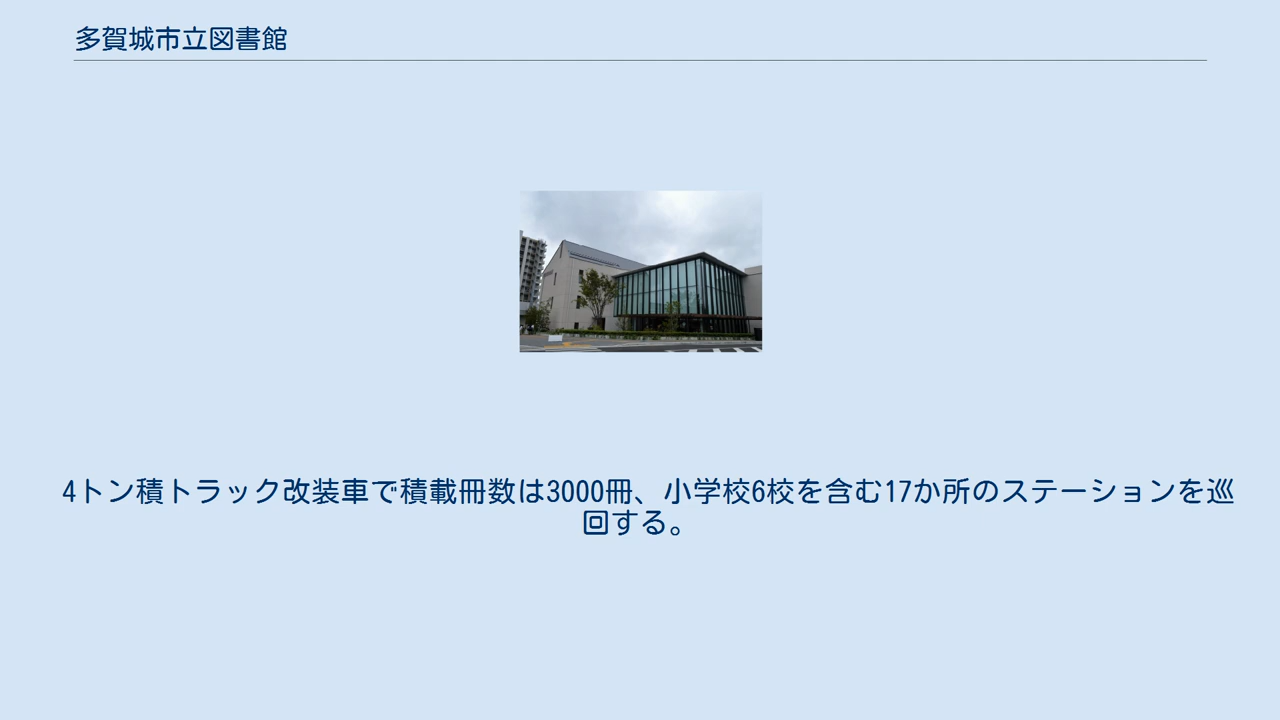 多賀城市立図書館
4トン積トラック改装車で積載冊数は3000冊、小学校6校を含む17か所のステーションを巡
回する。